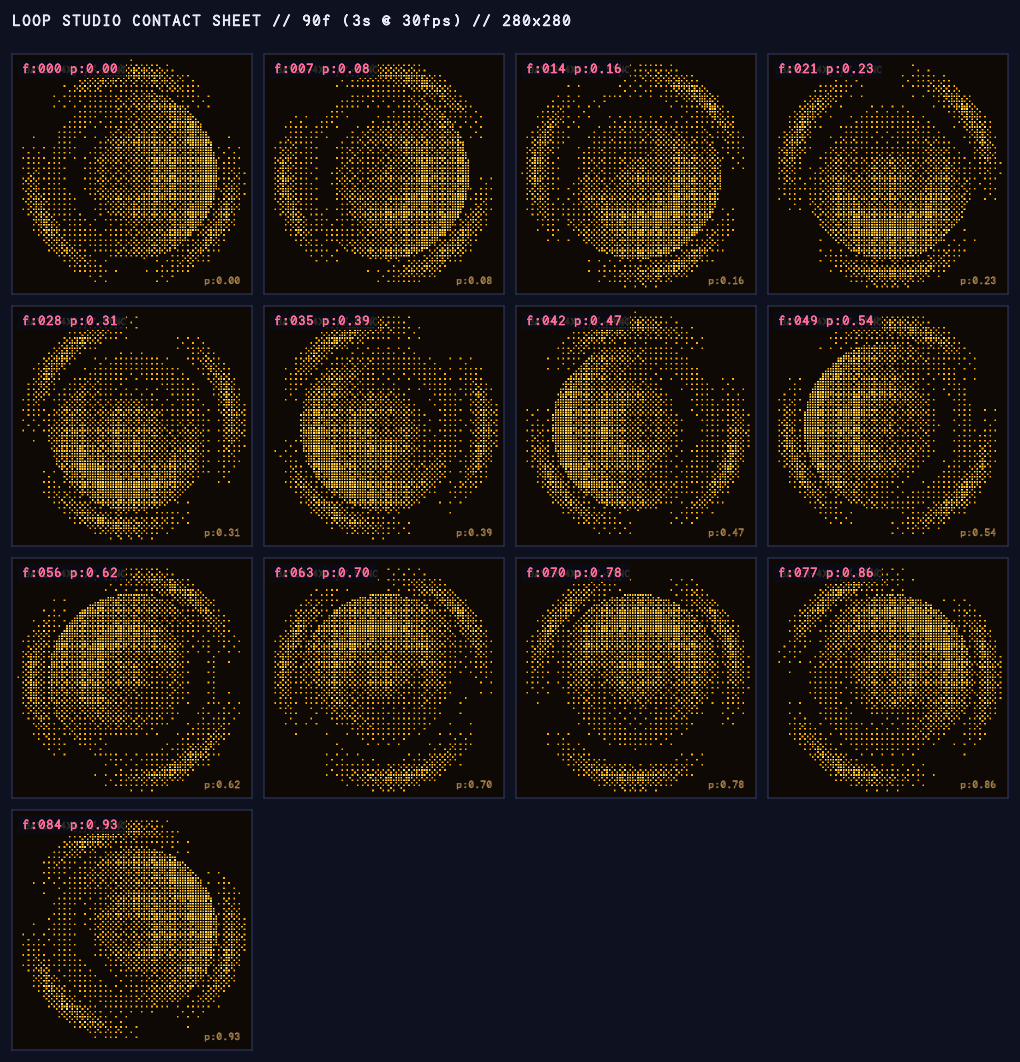 LOOP STUDIO CONTACT SHEET // 90f (3s @ 30fps) // 280x280
f:000 p:0.00
f:007 p:0.08
f:014 p:0.16
f:021 p:0.23
p:0.00
p:0.08
p:0.16
p:0.23
f:028 p:0.31
f:035 p:0.39
f:042 p:0.47
f:049 p:0.54
p:0.31
p:0.39
p:0.47
p:0.54
f:056 p:0.62
f:063 p:0.70
f:070 p:0.78
f:077 p:0.86
p:0.62
p:0.70
p:0.78
p:0.86
f:084 p:0.93
p:0.93